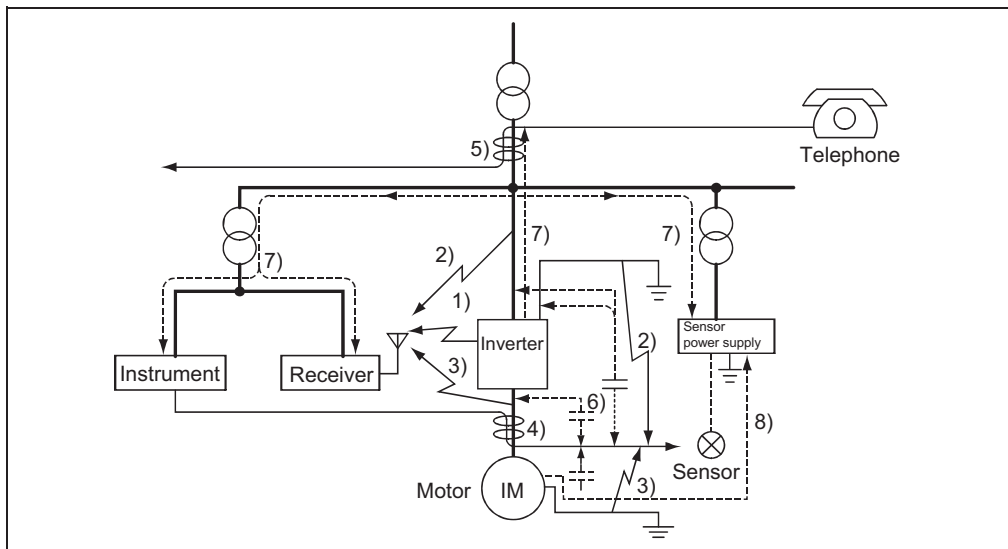 Telephone
5)
7)
7)
7)
2)
1)
Sensor
power supply
Inverter
2)
3)
Instrument
Receiver
6)
4)
8)
Sensor
3)
Motor
IM